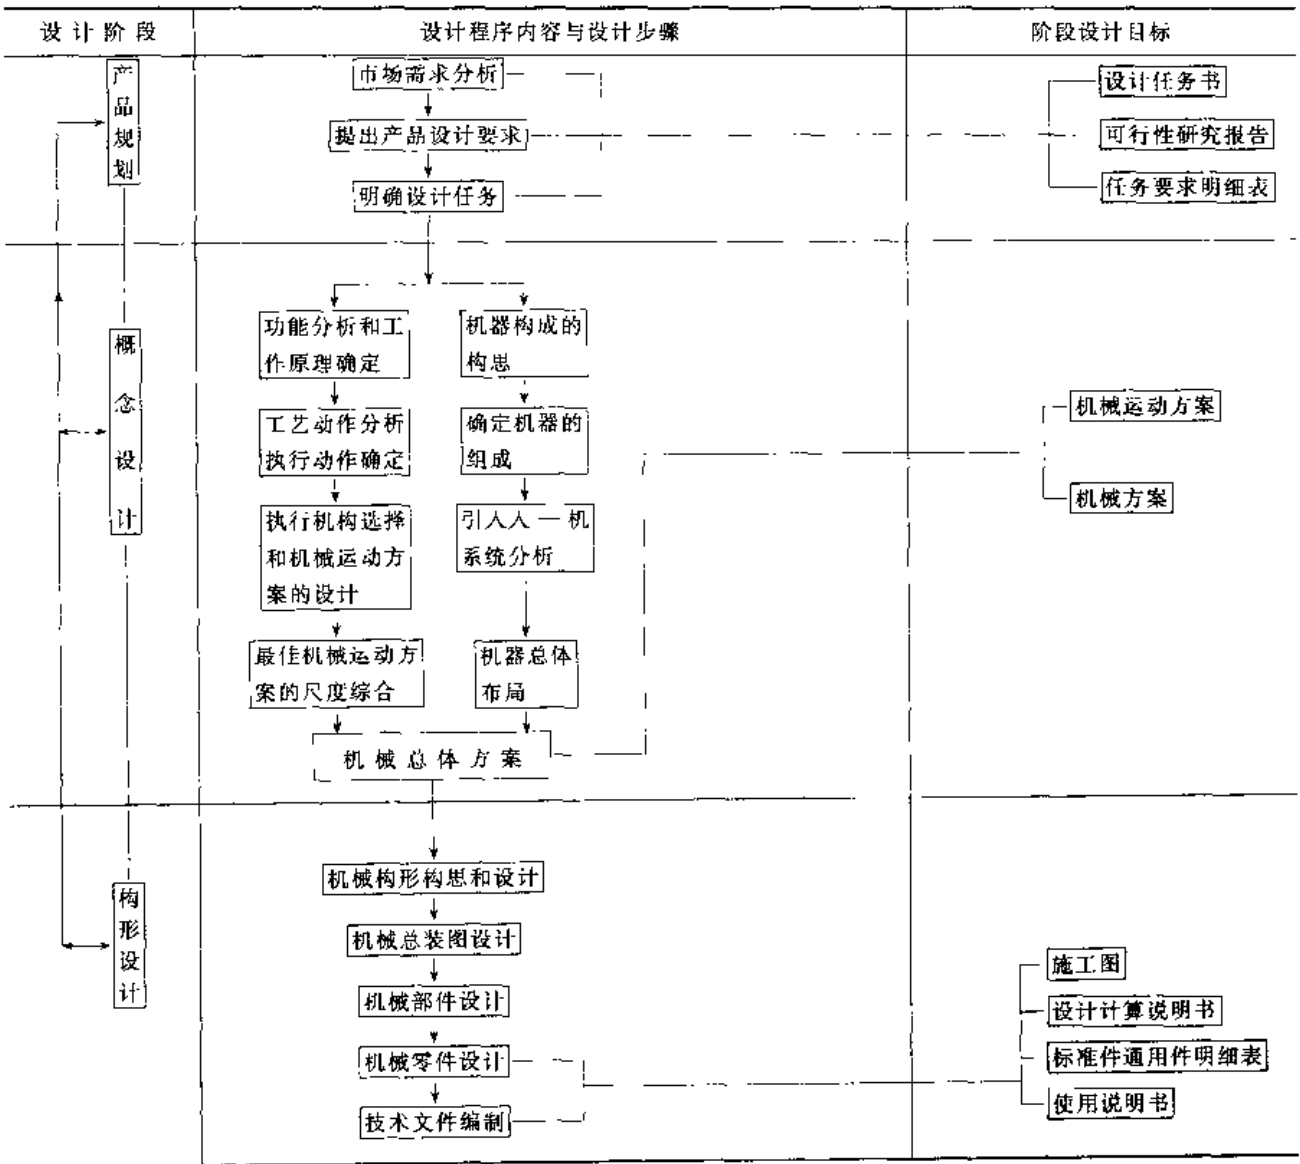 设计阶段
设计程序内容与设计步骤
阶段设计目标
产品规划
市场需求分析
提出产品设计要求
明确设计任务
设计任务书
可行性研究报告
任务要求明细表
概念设计
功能分析和工
作原理确定
机器构成的
构思
工艺动作分析
执行动作确定
确定机器的
组成
执行机构选择
和机械运动方
案的设计
引人人一机
系统分析
最佳机械运动方
案的尺度综合
机器总体
布局
机械总体方案
机械运动方案
机械方案
构形设计
机械构形构思和设计
机械总装图设计
机械部件设计
机械零件设计
技术文件编制
施工图
设计计算说明书
标准件通用件明细表
使用说明书